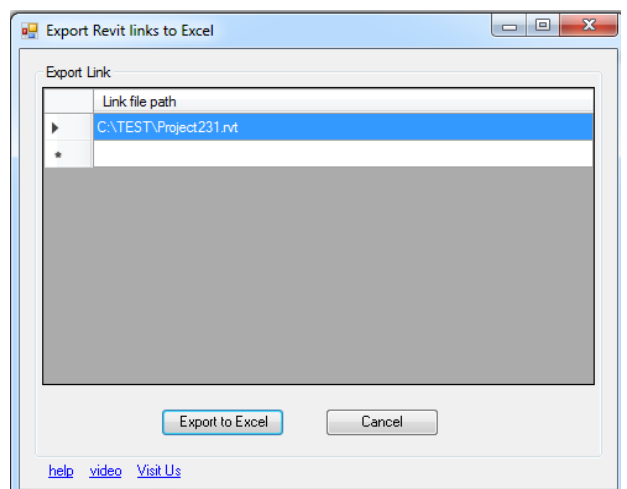 Export Revit links to Excel
Export Link
Link file path
C:\TEST\Project231.rvt
*
Export to Excel Cancel
help video Visit Us